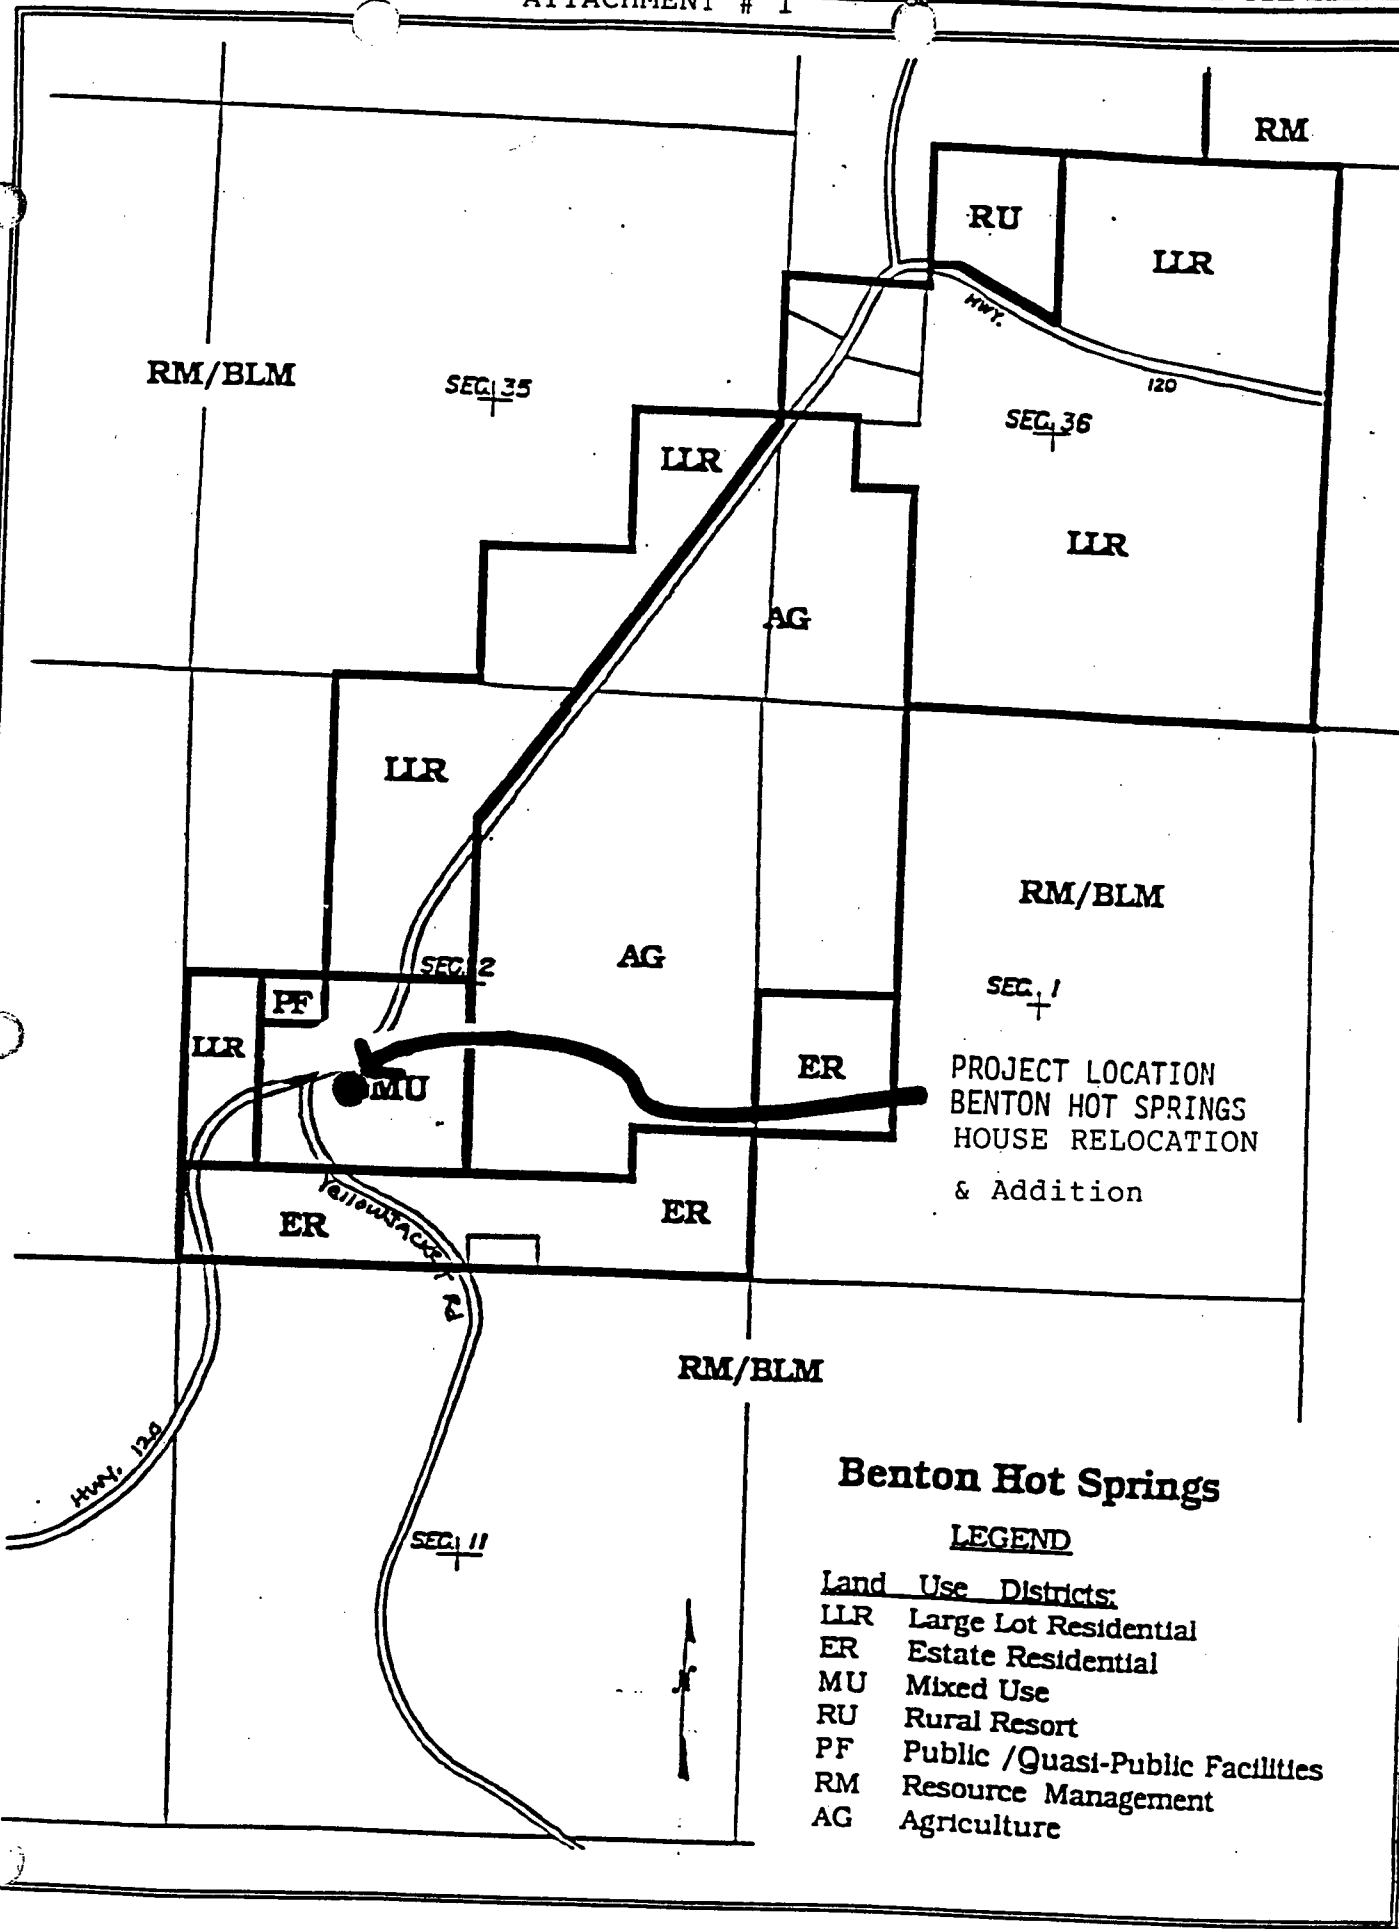 ATTACHMENT # 1
RM
RU
LLR
HWY.
120
RM/BLM
SEC. 35
SEC. 36
LLR
LLR
AG
LLR
RM/BLM
AG
SEC. 2
SEC. 1
PF
LLR
MU
ER
PROJECT LOCATION
BENTON HOT SPRINGS
HOUSE RELOCATION
& Addition
ER
Yellow JACKET Rd
ER
RM/BLM
Hwy. 120
SEC. 11
N
Benton Hot Springs
LEGEND
Land Use Districts:
LLR Large Lot Residential
ER Estate Residential
MU Mixed Use
RU Rural Resort
PF Public /Quasi-Public Facilities
RM Resource Management
AG Agriculture